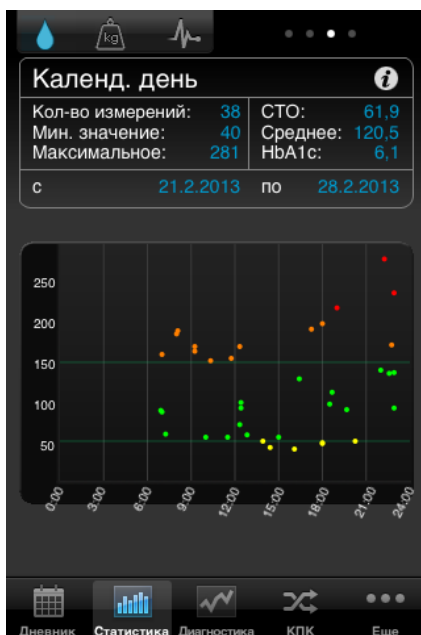 kg
Календ. день
Кол-во измерений: 38 СТО: 61,9
Мин. значение: 40 Среднее: 120,5
Максимальное: 281 HbA1c: 6,1
с 21.2.2013 по 28.2.2013
250
200
150
100
50
0:00 3:00 6:00 9:00 12:00 15:00 18:00 21:00 24:00
Дневник Статистика Диагностика КПК Еще